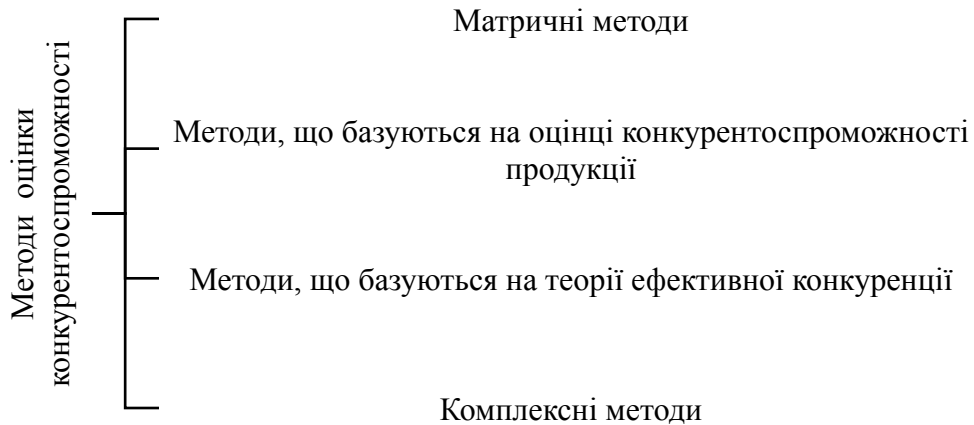 Методи оцінки
конкурентоспроможності
Матричні методи
Методи, що базуються на оцінці конкурентоспроможності
продукції
Методи, що базуються на теорії ефективної конкуренції
Комплексні методи